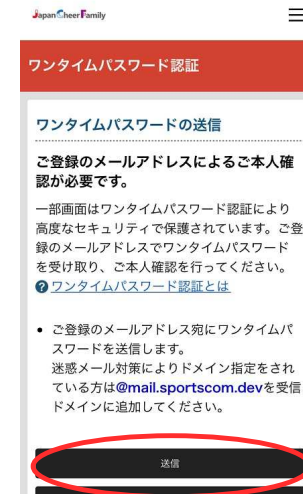 JapanCheerFamily
ワンタイムパスワード認証
ワンタイムパスワードの送信
ご登録のメールアドレスによるご本人確
認が必要です。
一部画面はワンタイムパスワード認証により
高度なセキュリティで保護されています。ご登
録のメールアドレスでワンタイムパスワード
を受け取り、ご本人確認を行ってください。
?ワンタイムパスワード認証とは
• ご登録のメールアドレス宛にワンタイムパ
スワードを送信します。
迷惑メール対策によりドメイン指定をされ
ている方は@mail.sportscom.devを受信
ドメインに追加してください。
送信